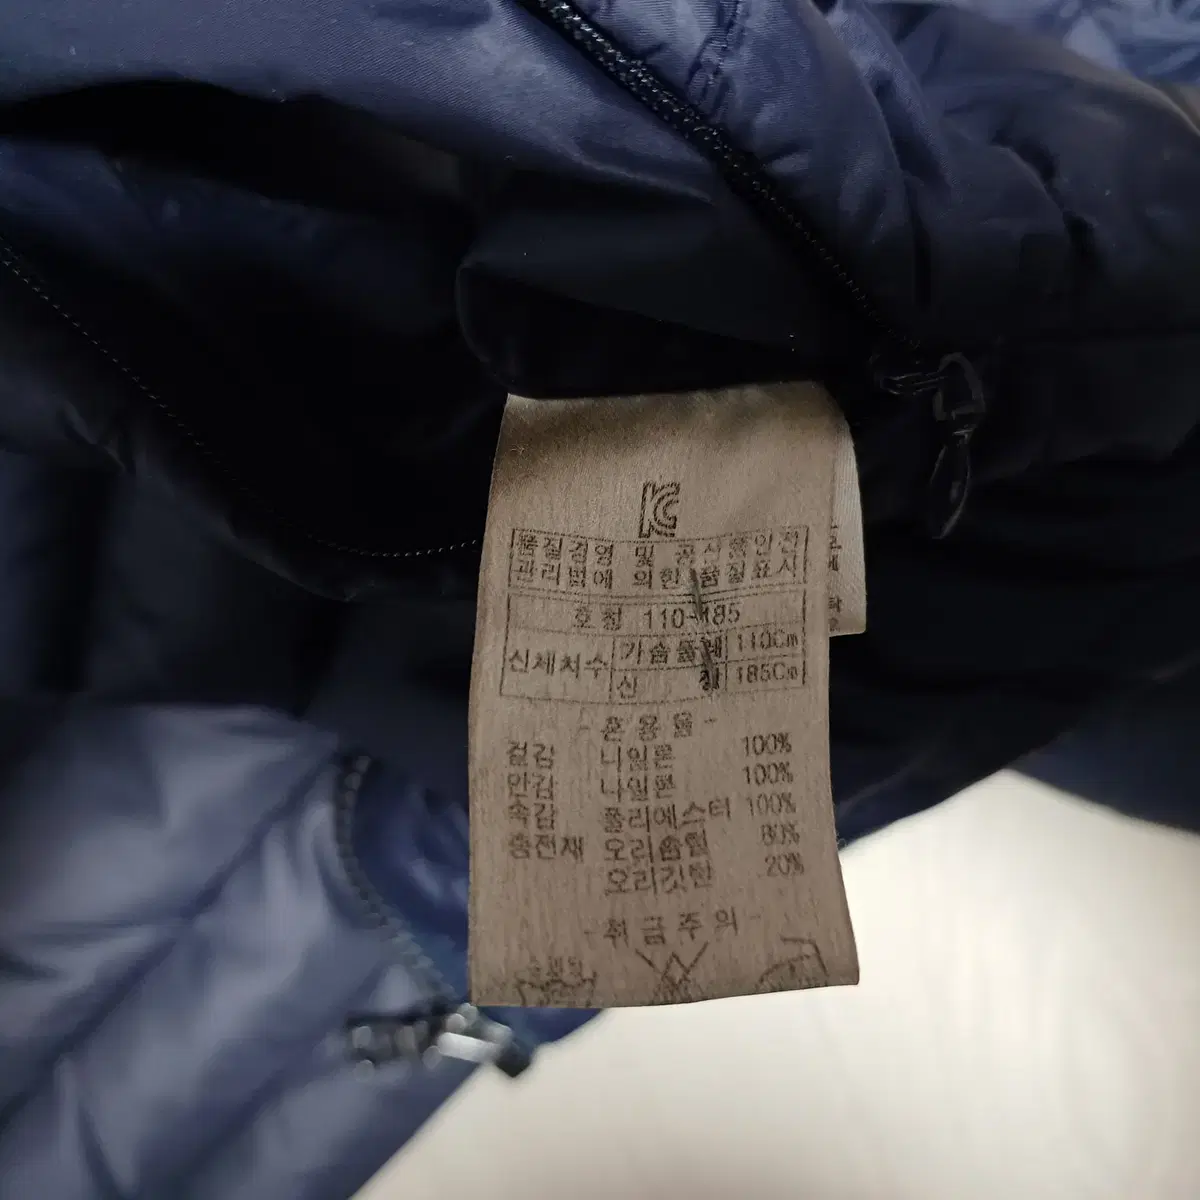 KC
품질경영 및 공산품안전
관리법에 의한 품질표시
호칭 110-185
신체치수 가슴둘레 110Cm
신장 185Cm
- 혼용율 -
겉감 나일론 100%
안감 나일론 100%
속감 폴리에스터 100%
충전재 오리솜털 80%
오리깃털 20%
- 취급주의 -